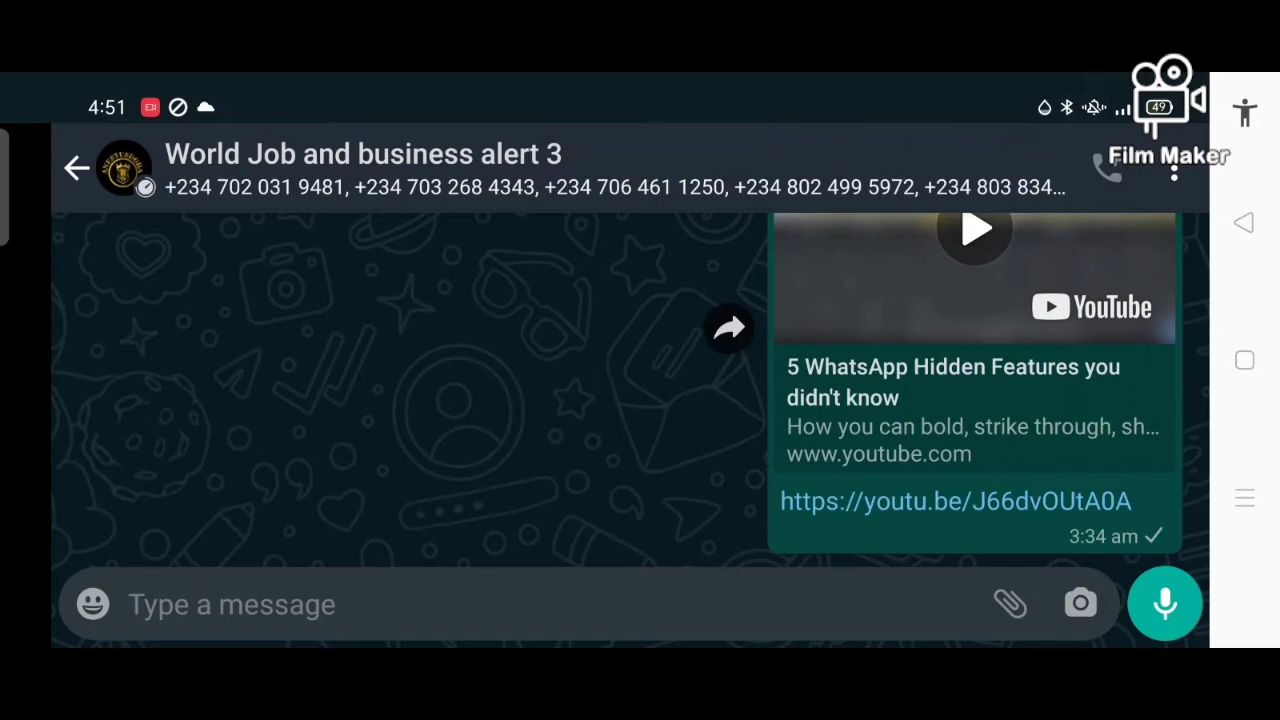 4:51
49
Film Maker
World Job and business alert 3
+234 702 031 9481, +234 703 268 4343, +234 706 461 1250, +234 802 499 5972, +234 803 834...
YouTube
5 WhatsApp Hidden Features you
didn't know
How you can bold, strike through, sh...
www.youtube.com
https://youtu.be/J66dvOUtA0A
3:34 am
Type a message